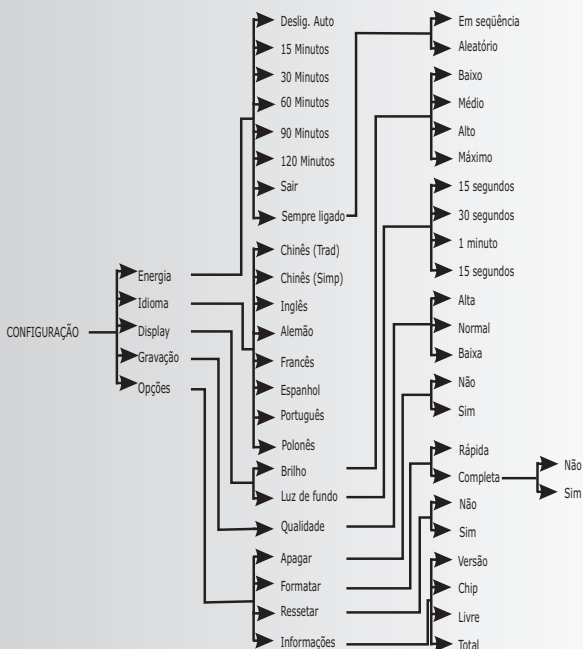 CONFIGURAÇÃO
Energia
Idioma
Display
Gravação
Opções
Deslig. Auto
15 Minutos
30 Minutos
60 Minutos
90 Minutos
120 Minutos
Sair
Sempre ligado
Chinês (Trad)
Chinês (Simp)
Inglês
Alemão
Francês
Espanhol
Português
Polonês
Brilho
Luz de fundo
Qualidade
Apagar
Formatar
Ressetar
Informações
Em seqüência
Aleatório
Baixo
Médio
Alto
Máximo
15 segundos
30 segundos
1 minuto
15 segundos
Alta
Normal
Baixa
Não
Sim
Rápida
Completa
Não
Sim
Versão
Chip
Livre
Total
Não
Sim